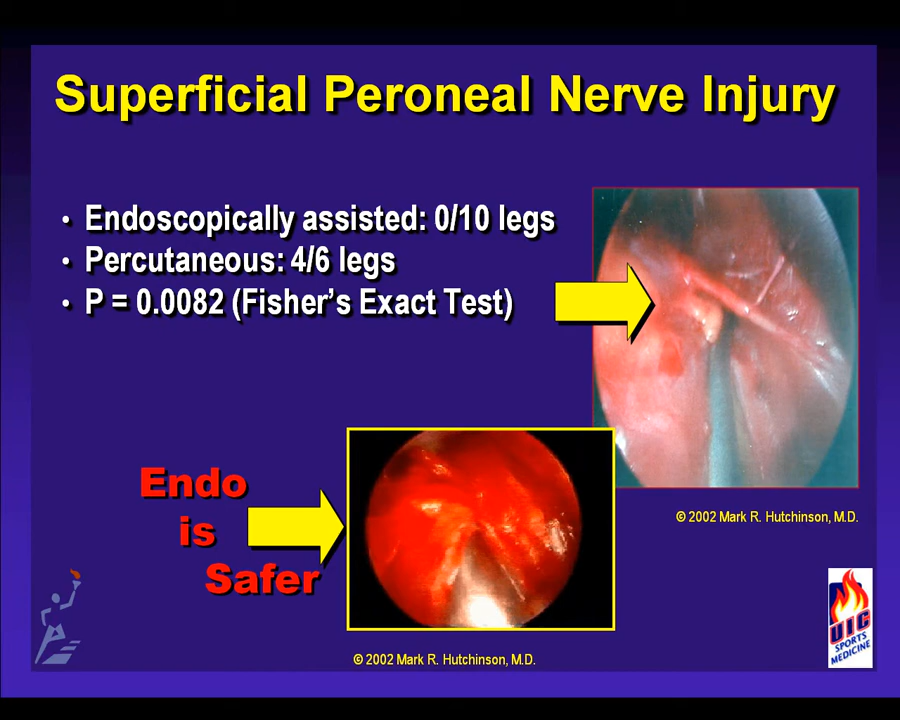 Superficial Peroneal Nerve Injury
• Endoscopically assisted: 0/10 legs
• Percutaneous: 4/6 legs
• P = 0.0082 (Fisher's Exact Test)
© 2002 Mark R. Hutchinson, M.D.
Endo
is
Safer
© 2002 Mark R. Hutchinson, M.D.
UIC
SPORTS
MEDICINE